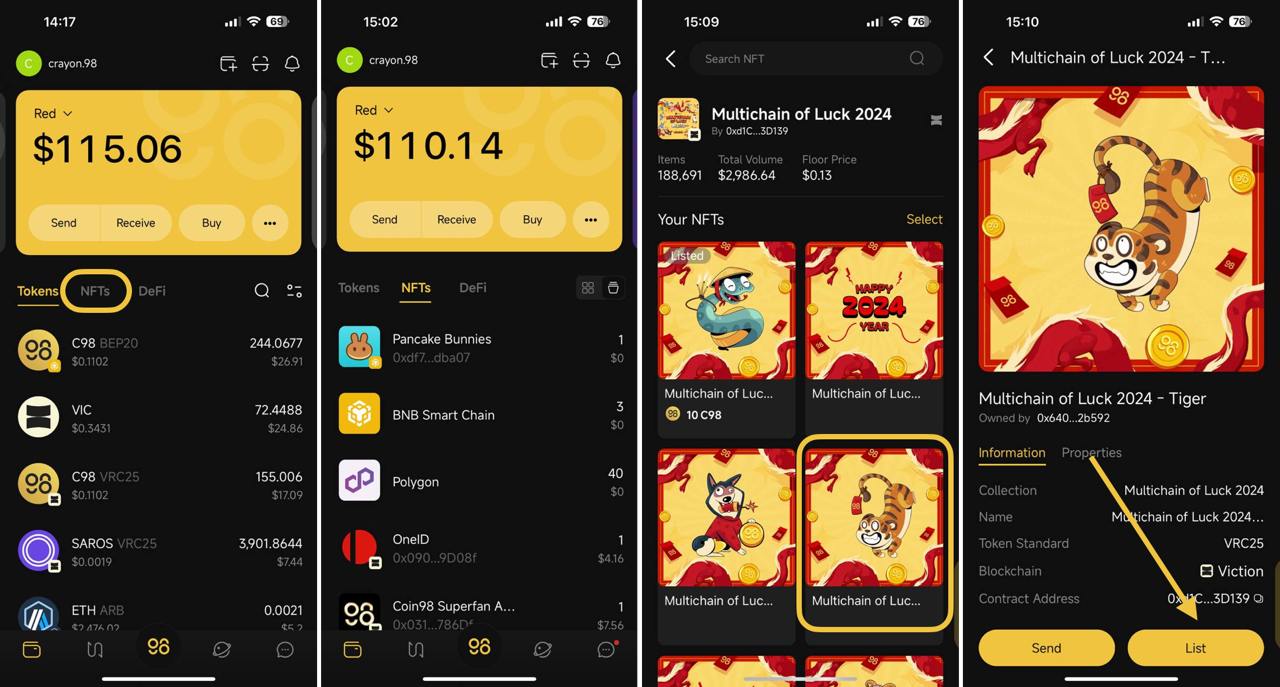 14:17
69
C
crayon.98
Red
$115.06
Send
Receive
Buy
Tokens
NFTs
DeFi
C98 BEP20
244.0677
$0.1102
$26.91
VIC
72.4488
$0.3431
$24.86
C98 VRC25
155.006
$0.1102
$17.09
SAROS VRC25
3,901.8644
$0.0019
$7.44
ETH ARB
0.0021
$2,476.02
$5.2
98
15:02
76
C
crayon.98
Red
$110.14
Send
Receive
Buy
Tokens
NFTs
DeFi
Pancake Bunnies
1
0xdf7...dba07
$0
BNB Smart Chain
3
$0
Polygon
40
$0
OneID
1
0x090...9D08f
$4.16
Coin98 Superfan A...
1
0x031...786Df
$7.56
98
15:09
76
Search NFT
Multichain of Luck 2024
By 0xd1C...3D139
Items
Total Volume
Floor Price
188,691
$2,986.64
$0.13
Your NFTs
Select
Listed
HAPPY
2024
YEAR
Multichain of Luc...
Multichain of Luc...
10 C98
Multichain of Luc...
Multichain of Luc...
15:10
76
Multichain of Luck 2024 - T...
98
98
98
98
Multichain of Luck 2024 - Tiger
Owned by 0x640...2b592
Information
Properties
Collection
Multichain of Luck 2024
Name
Multichain of Luck 2024...
Token Standard
VRC25
Blockchain
Viction
Contract Address
0xd1C...3D139
Send
List